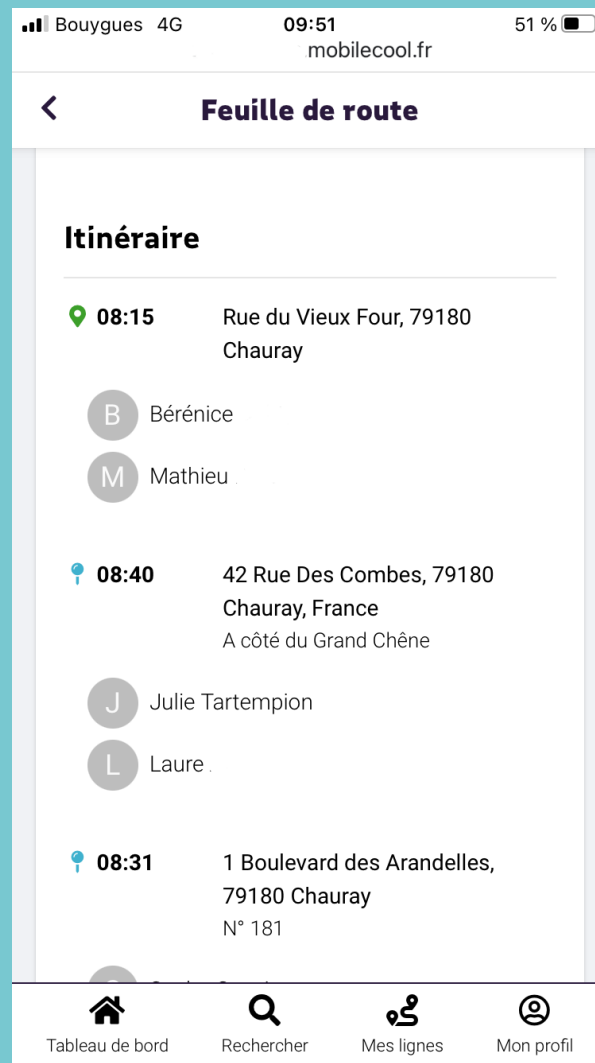 Bouygues 4G 09:51 51 %
.mobilecool.fr
Feuille de route
Itinéraire
08:15 Rue du Vieux Four, 79180
Chauray
B Bérénice
M Mathieu
08:40 42 Rue Des Combes, 79180
Chauray, France
A côté du Grand Chêne
J Julie Tartempion
L Laure .
08:31 1 Boulevard des Arandelles,
79180 Chauray
N° 181
Tableau de bord Rechercher Mes lignes Mon profil